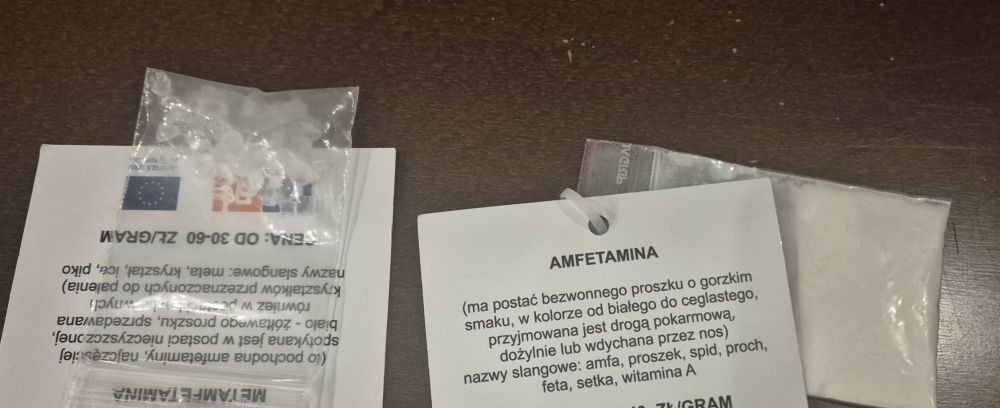 METAMFETAMINA
(to pochodna amfetaminy, najczęściej
spotykana jest w postaci nieczyszczonej,
biało - żółtawego proszku, sprzedawana
również w postaci
kryształków przeznaczonych do palenia)
nazwy slangowe: meta, kryształ, ice, piko
CENA: OD 30-60 ZŁ/GRAM
AMFETAMINA
(ma postać bezwonnego proszku o gorzkim
smaku, w kolorze od białego do ceglastego,
przyjmowana jest drogą pokarmową,
dożylnie lub wdychana przez nos)
nazwy slangowe: amfa, proszek, spid, proch,
feta, setka, witamina A
ZŁ/GRAM